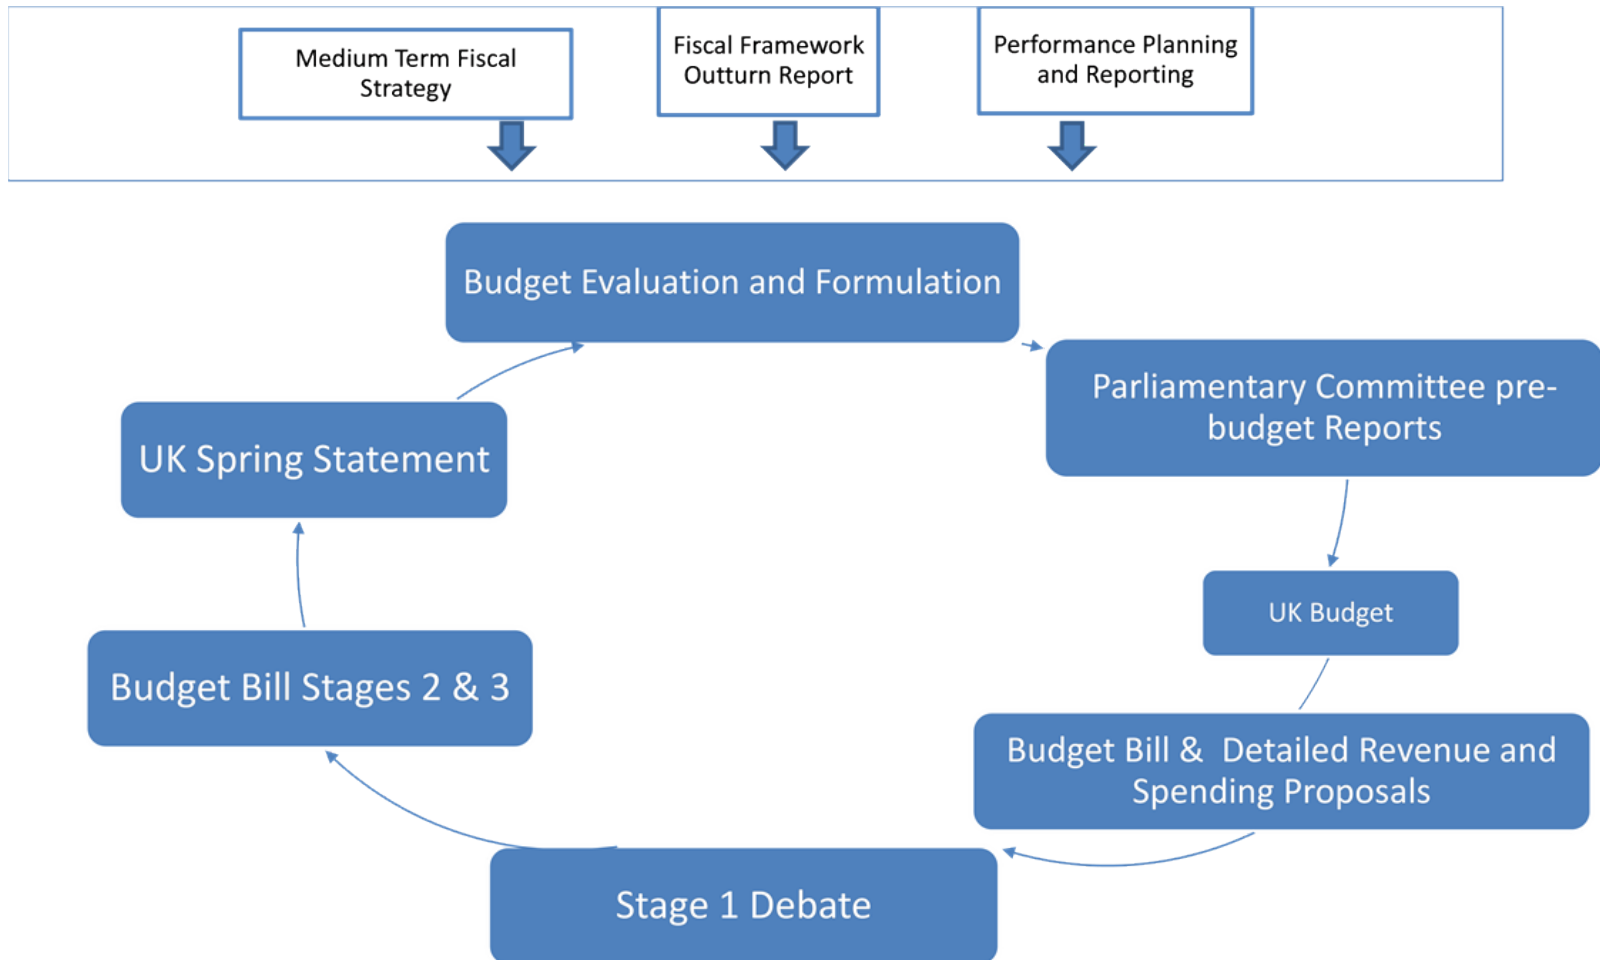 Medium Term Fiscal
Strategy
Fiscal Framework
Outturn Report
Performance Planning
and Reporting
Budget Evaluation and Formulation
Parliamentary Committee pre-
budget Reports
UK Budget
Budget Bill &  Detailed Revenue and
Spending Proposals
Stage 1 Debate
Budget Bill Stages 2 & 3
UK Spring Statement